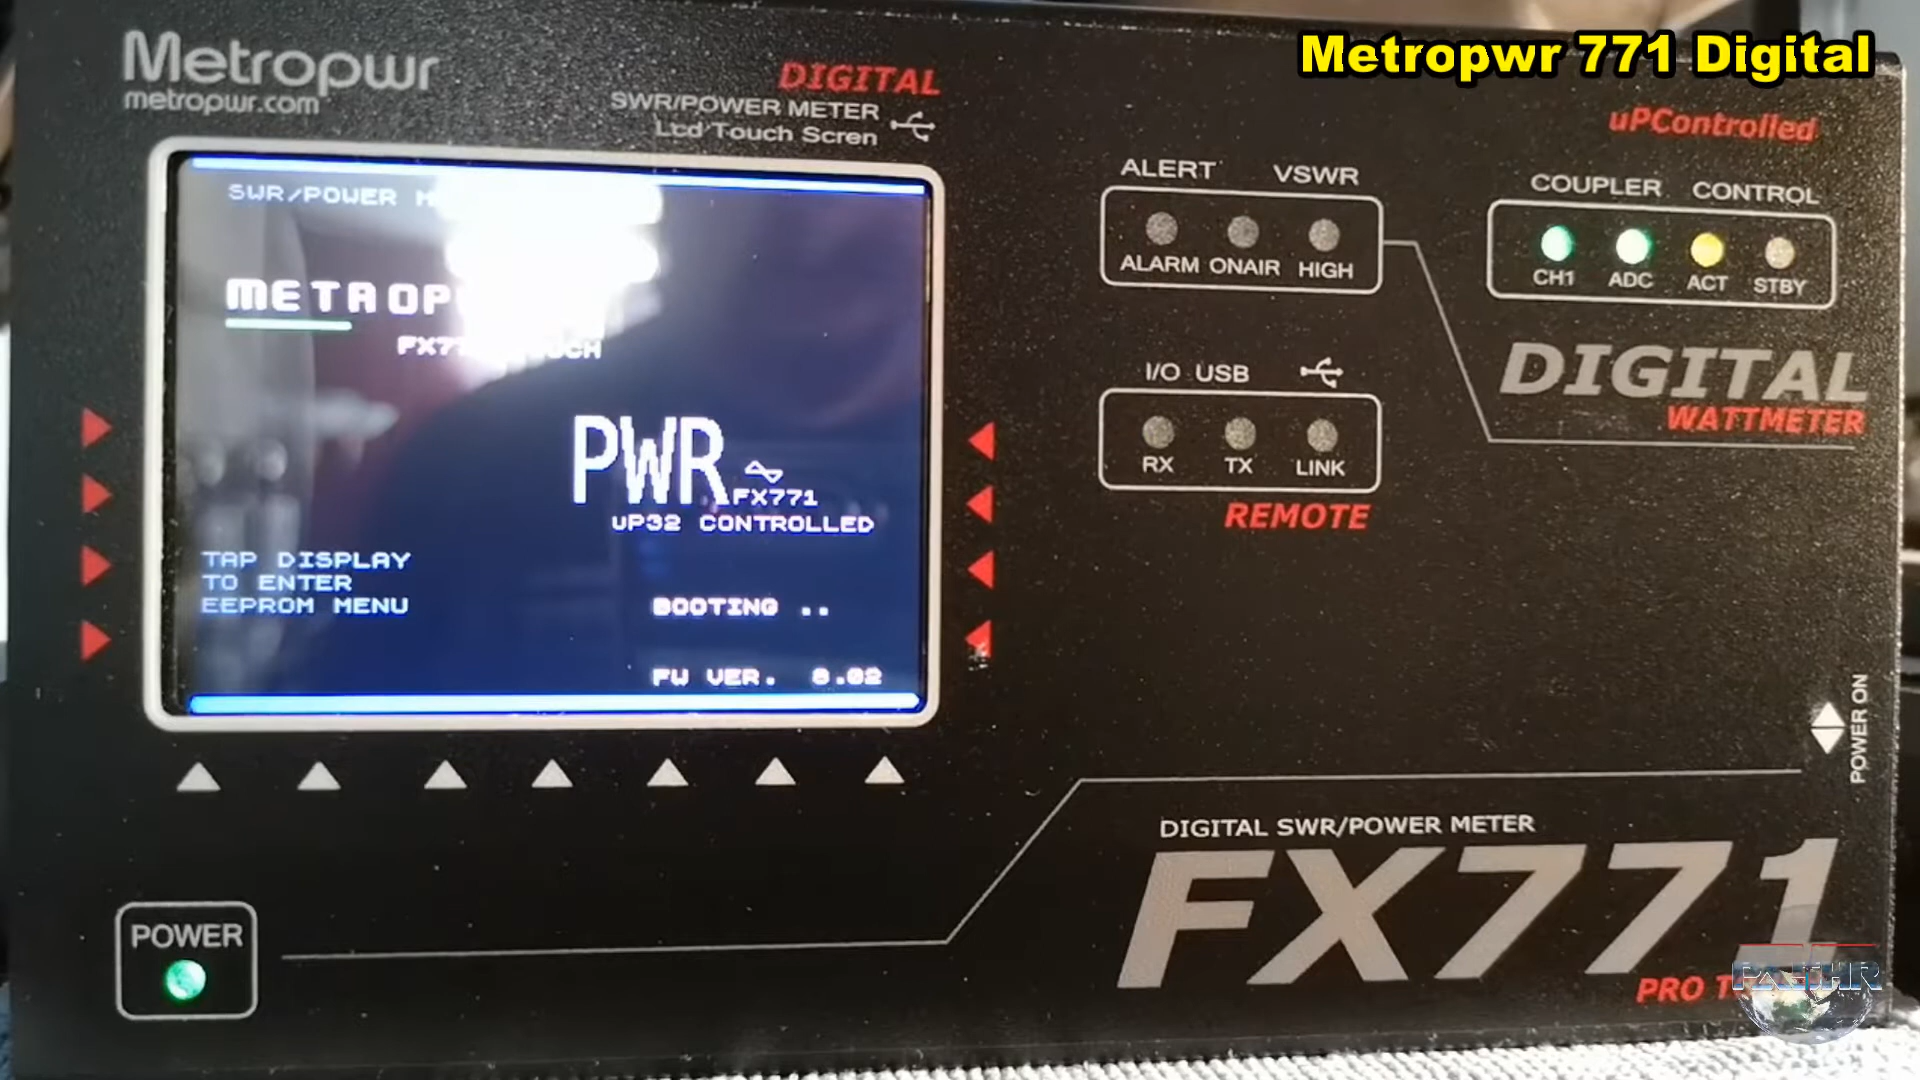 Metropwr 771 Digital
Metropwr
metropwr.com
DIGITAL
SWR/POWER METER
Lcd Touch Scren
uPControlled
SWR/POWER
METROP
PWR
FX771
uP32 CONTROLLED
TAP DISPLAY
TO ENTER
EEPROM MENU
BOOTING ..
FW VER. 8.02
ALERT VSWR
ALARM ONAIR HIGH
COUPLER CONTROL
CH1 ADC ACT STBY
DIGITAL
WATTMETER
I/O USB
RX TX LINK
REMOTE
POWER ON
DIGITAL SWR/POWER METER
FX771
PRO
POWER